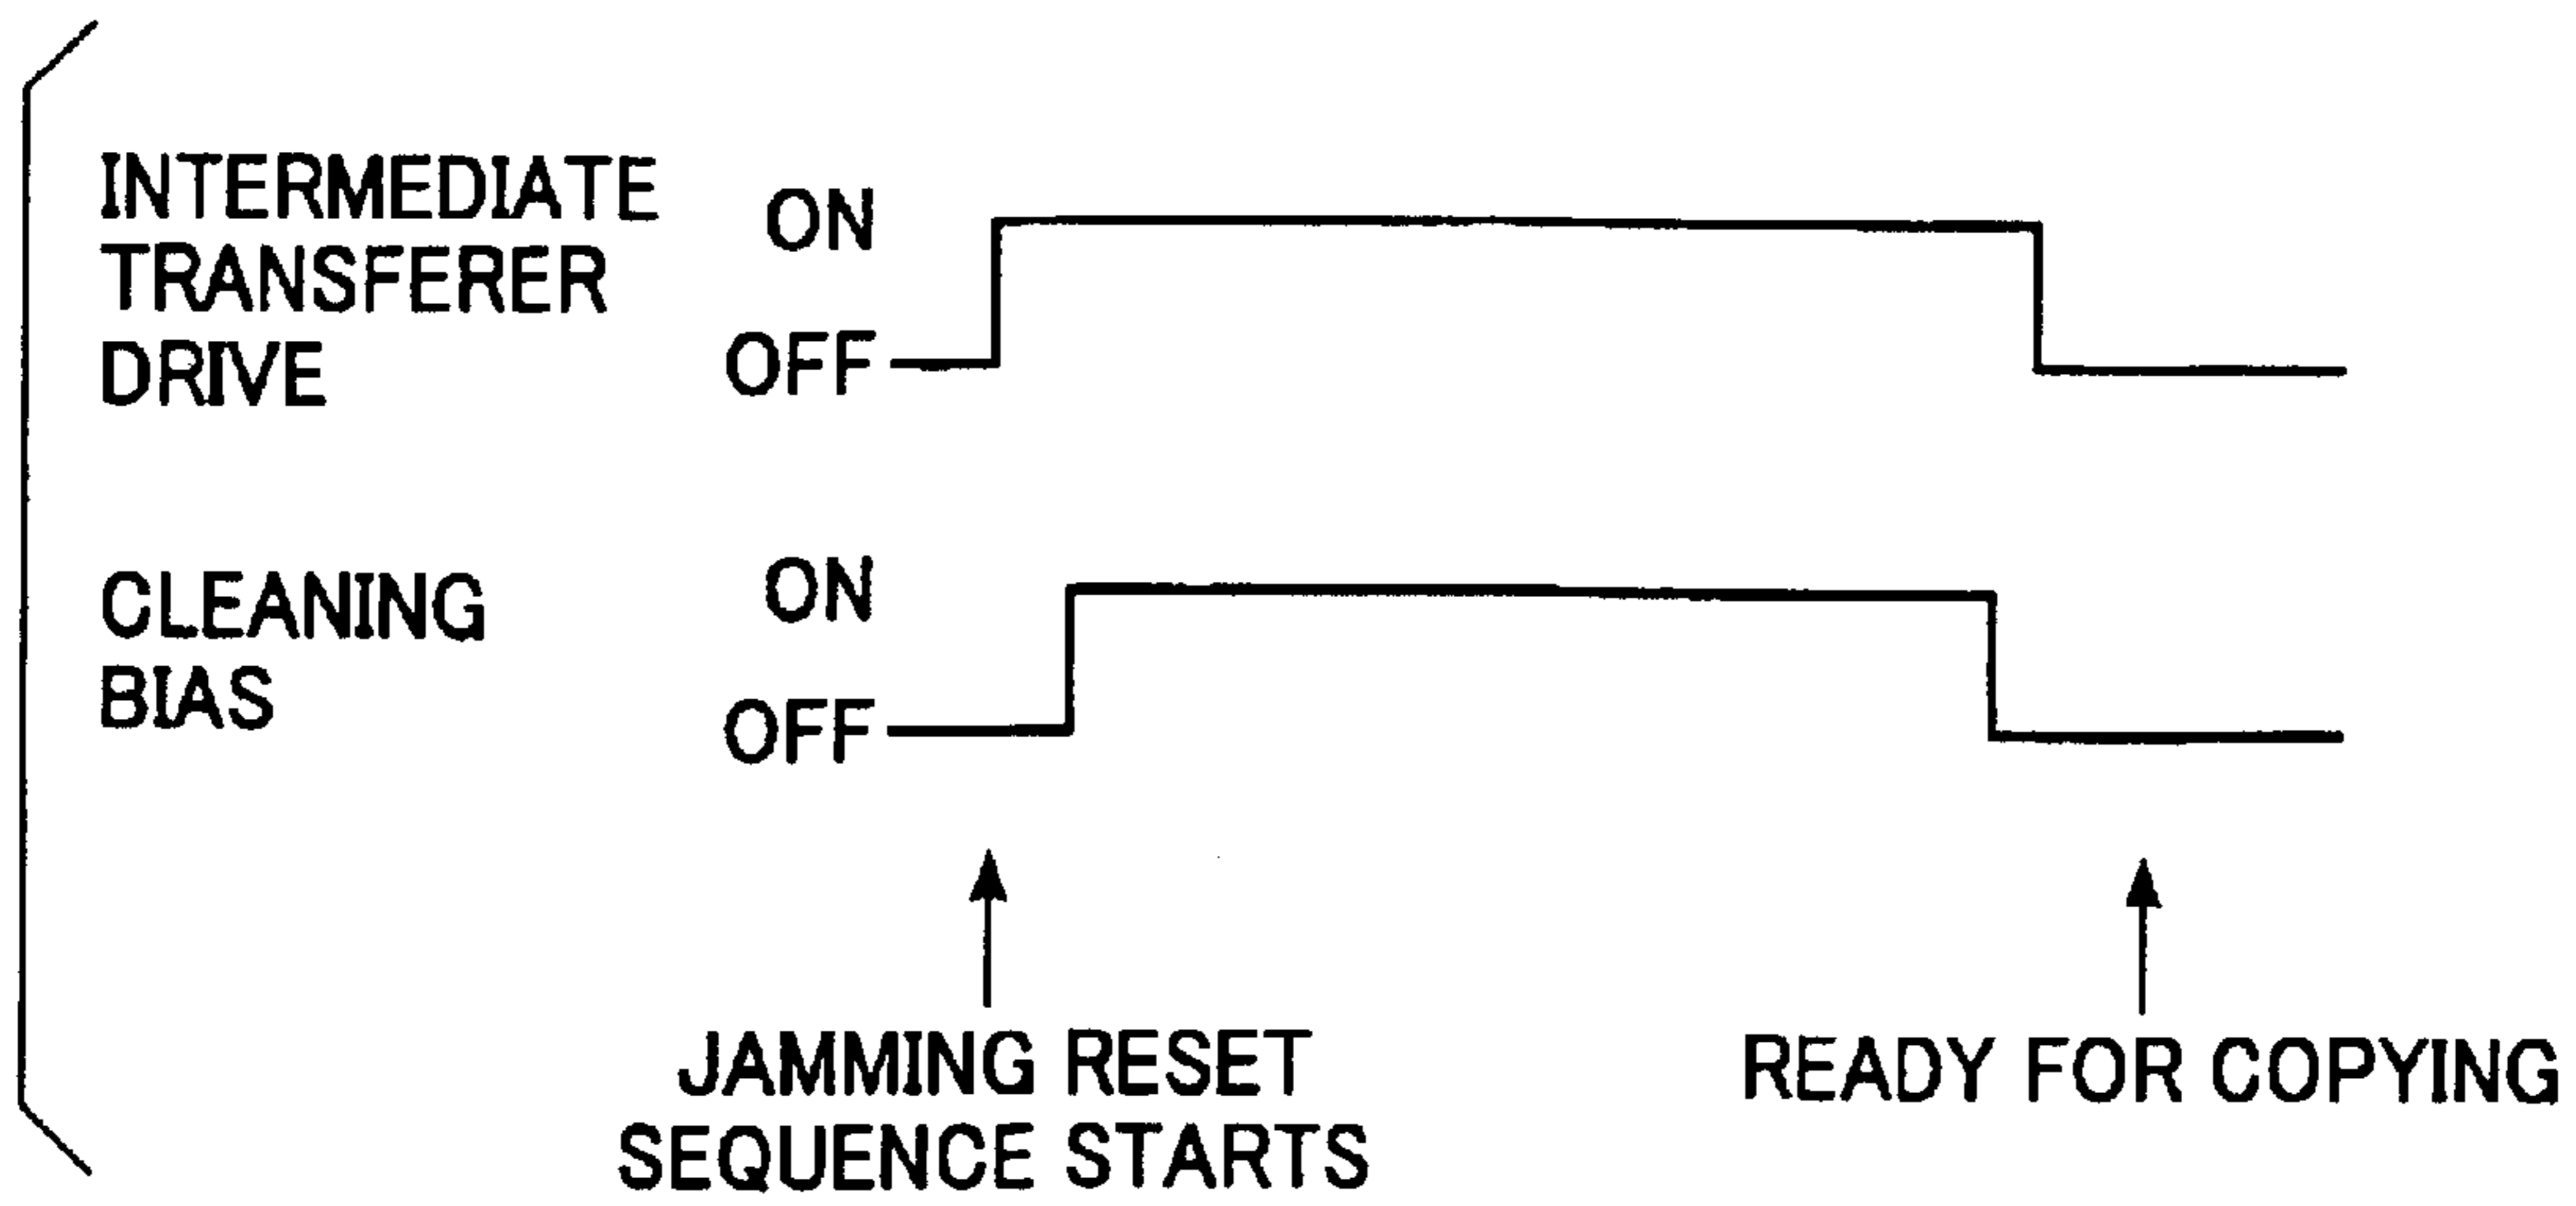 INTERMEDIATE
TRANSFERER
DRIVE
ON
OFF
CLEANING
BIAS
ON
OFF
JAMMING RESET
SEQUENCE STARTS
READY FOR COPYING